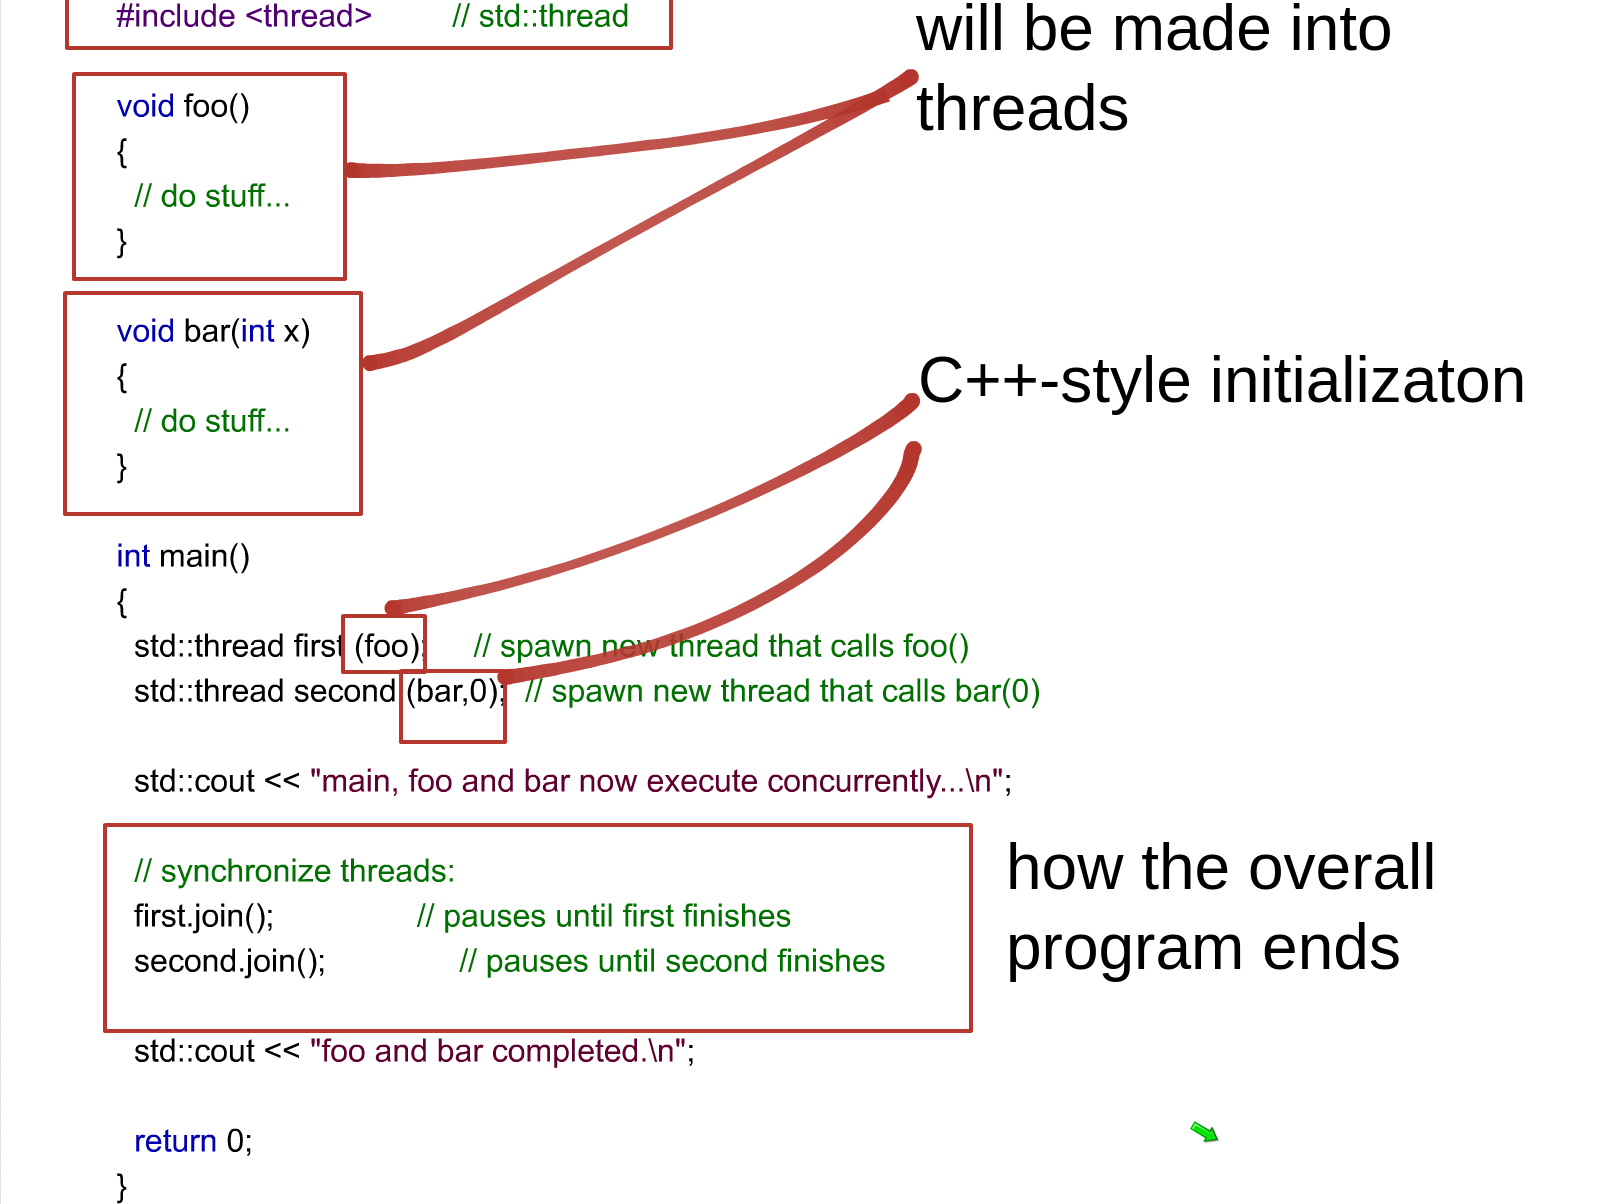 #include <thread> // std::thread
will be made into
threads
void foo()
{
// do stuff...
}
void bar(int x)
{
// do stuff...
}
C++-style initializaton
int main()
{
std::thread first (foo); // spawn new thread that calls foo()
std::thread second (bar,0); // spawn new thread that calls bar(0)
std::cout << "main, foo and bar now execute concurrently...\n";
// synchronize threads:
first.join(); // pauses until first finishes
second.join(); // pauses until second finishes
how the overall
program ends
std::cout << "foo and bar completed.\n";
return 0;
}